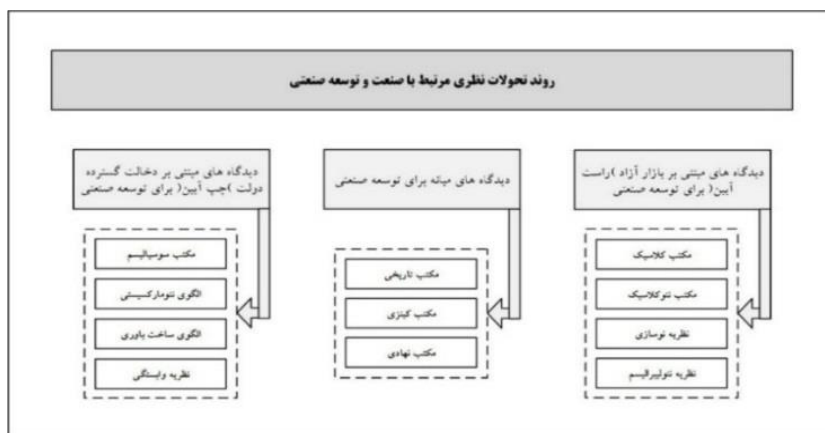 روند تحولات نظری مرتبط با صنعت و توسعه صنعتی
دیدگاه های مبتنی بر بازار آزاد )راست
آیین( برای توسعه صنعتی
مکتب کلاسیک
مکتب نئوکلاسیک
نظریه نوسازی
نظریه نئولیبرالیسم
دیدگاه های میانه برای توسعه صنعتی
مکتب تاریخی
مکتب کینزی
مکتب نهادی
دیدگاه های مبتنی بر دخالت گسترده
دولت )چپ آیین( برای توسعه صنعتی
مکتب سوسیالیسم
الگوی نئومارکسیستی
الگوی ساخت باوری
نظریه وابستگی